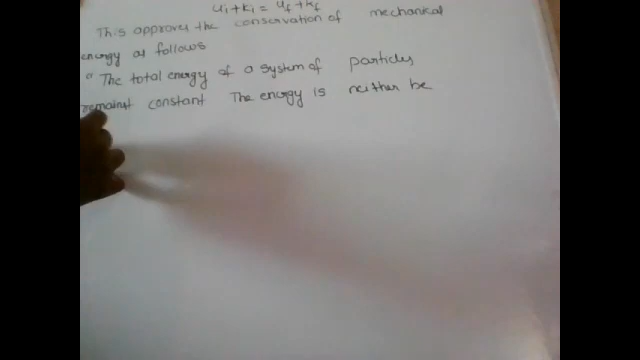 Ui + Ki = Uf + Kf
This approves the conservation of mechanical
energy as follows
" The total energy of a system of particles
remains constant The energy is neither be